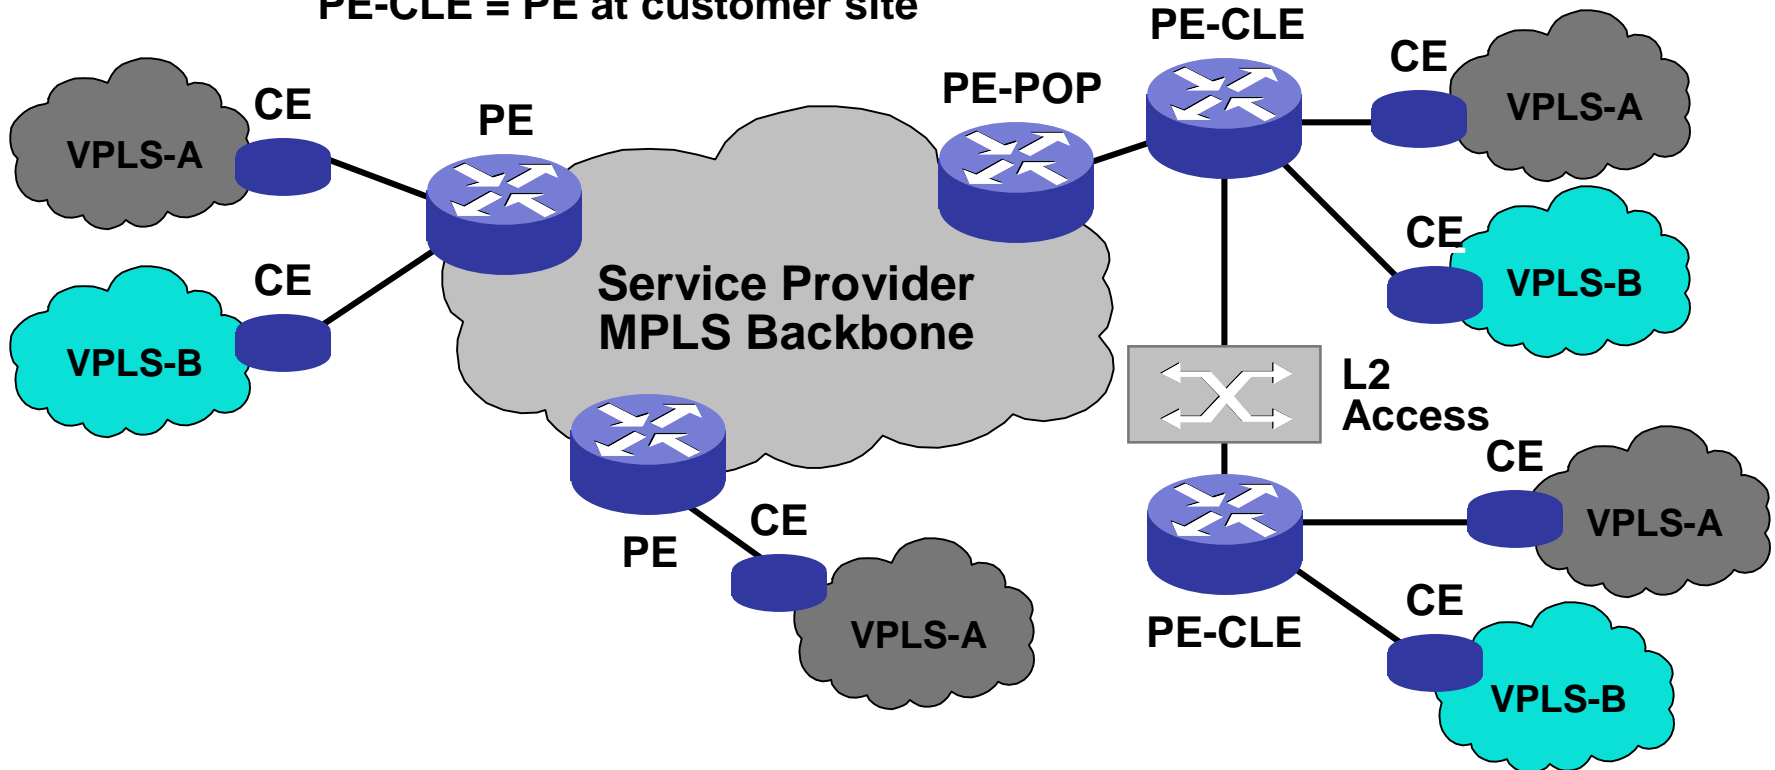 PE-CLE = PE at customer site
PE-CLE
CE
VPLS-A
PE-POP
CE
VPLS-A
PE
CE
VPLS-B
CE
VPLS-B
Service Provider
MPLS Backbone
L2
Access
CE
VPLS-A
CE
VPLS-A
PE
PE-CLE
CE
VPLS-B